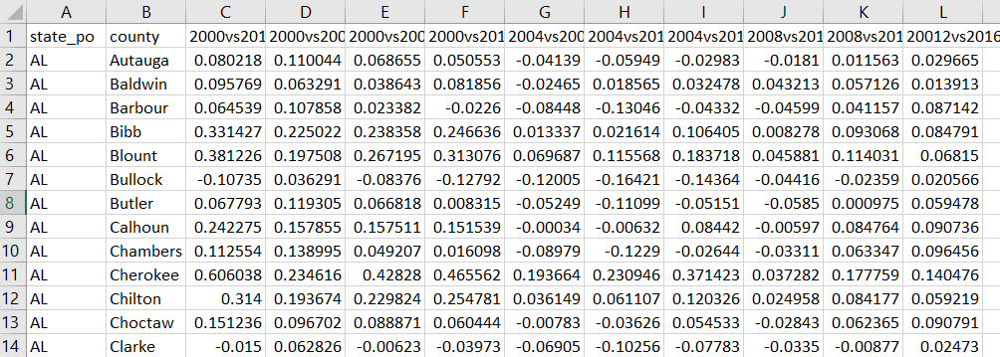 A B C D E F G H I J K L
1 state_po county 2000vs201 2000vs200 2000vs200 2000vs201 2004vs200 2004vs201 2004vs201 2008vs201 2008vs201 20012vs2016
2 AL Autauga 0.080218 0.110044 0.068655 0.050553 -0.04139 -0.05949 -0.02983 -0.0181 0.011563 0.029665
3 AL Baldwin 0.095769 0.063291 0.038643 0.081856 -0.02465 0.018565 0.032478 0.043213 0.057126 0.013913
4 AL Barbour 0.064539 0.107858 0.023382 -0.0226 -0.08448 -0.13046 -0.04332 -0.04599 0.041157 0.087142
5 AL Bibb 0.331427 0.225022 0.238358 0.246636 0.013337 0.021614 0.106405 0.008278 0.093068 0.084791
6 AL Blount 0.381226 0.197508 0.267195 0.313076 0.069687 0.115568 0.183718 0.045881 0.114031 0.06815
7 AL Bullock -0.10735 0.036291 -0.08376 -0.12792 -0.12005 -0.16421 -0.14364 -0.04416 -0.02359 0.020566
8 AL Butler 0.067793 0.119305 0.066818 0.008315 -0.05249 -0.11099 -0.05151 -0.0585 0.000975 0.059478
9 AL Calhoun 0.242275 0.157855 0.157511 0.151539 -0.00034 -0.00632 0.08442 -0.00597 0.084764 0.090736
10 AL Chambers 0.112554 0.138995 0.049207 0.016098 -0.08979 -0.1229 -0.02644 -0.03311 0.063347 0.096456
11 AL Cherokee 0.606038 0.234616 0.42828 0.465562 0.193664 0.230946 0.371423 0.037282 0.177759 0.140476
12 AL Chilton 0.314 0.193674 0.229824 0.254781 0.036149 0.061107 0.120326 0.024958 0.084177 0.059219
13 AL Choctaw 0.151236 0.096702 0.088871 0.060444 -0.00783 -0.03626 0.054533 -0.02843 0.062365 0.090791
14 AL Clarke -0.015 0.062826 -0.00623 -0.03973 -0.06905 -0.10256 -0.07783 -0.0335 -0.00877 0.02473